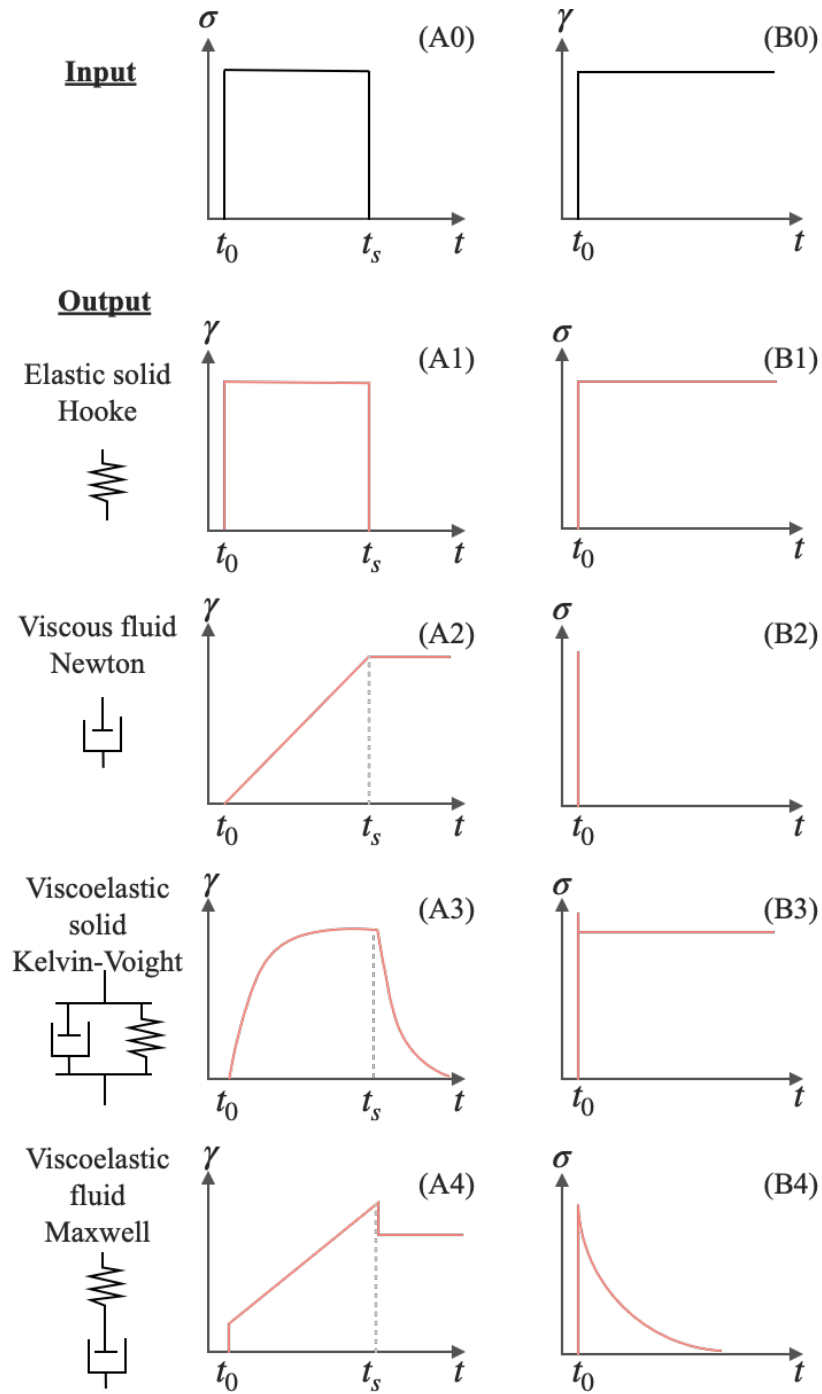 σ (A0)
γ (B0)
Input
t₀ tₛ t
t₀ t
Output
γ (A1)
σ (B1)
Elastic solid
Hooke
t₀ tₛ t
t₀ t
γ (A2)
σ (B2)
Viscous fluid
Newton
t₀ tₛ t
t₀ t
γ (A3)
σ (B3)
Viscoelastic
solid
Kelvin-Voight
t₀ tₛ t
t₀ t
γ (A4)
σ (B4)
Viscoelastic
fluid
Maxwell
t₀ tₛ t
t₀ t